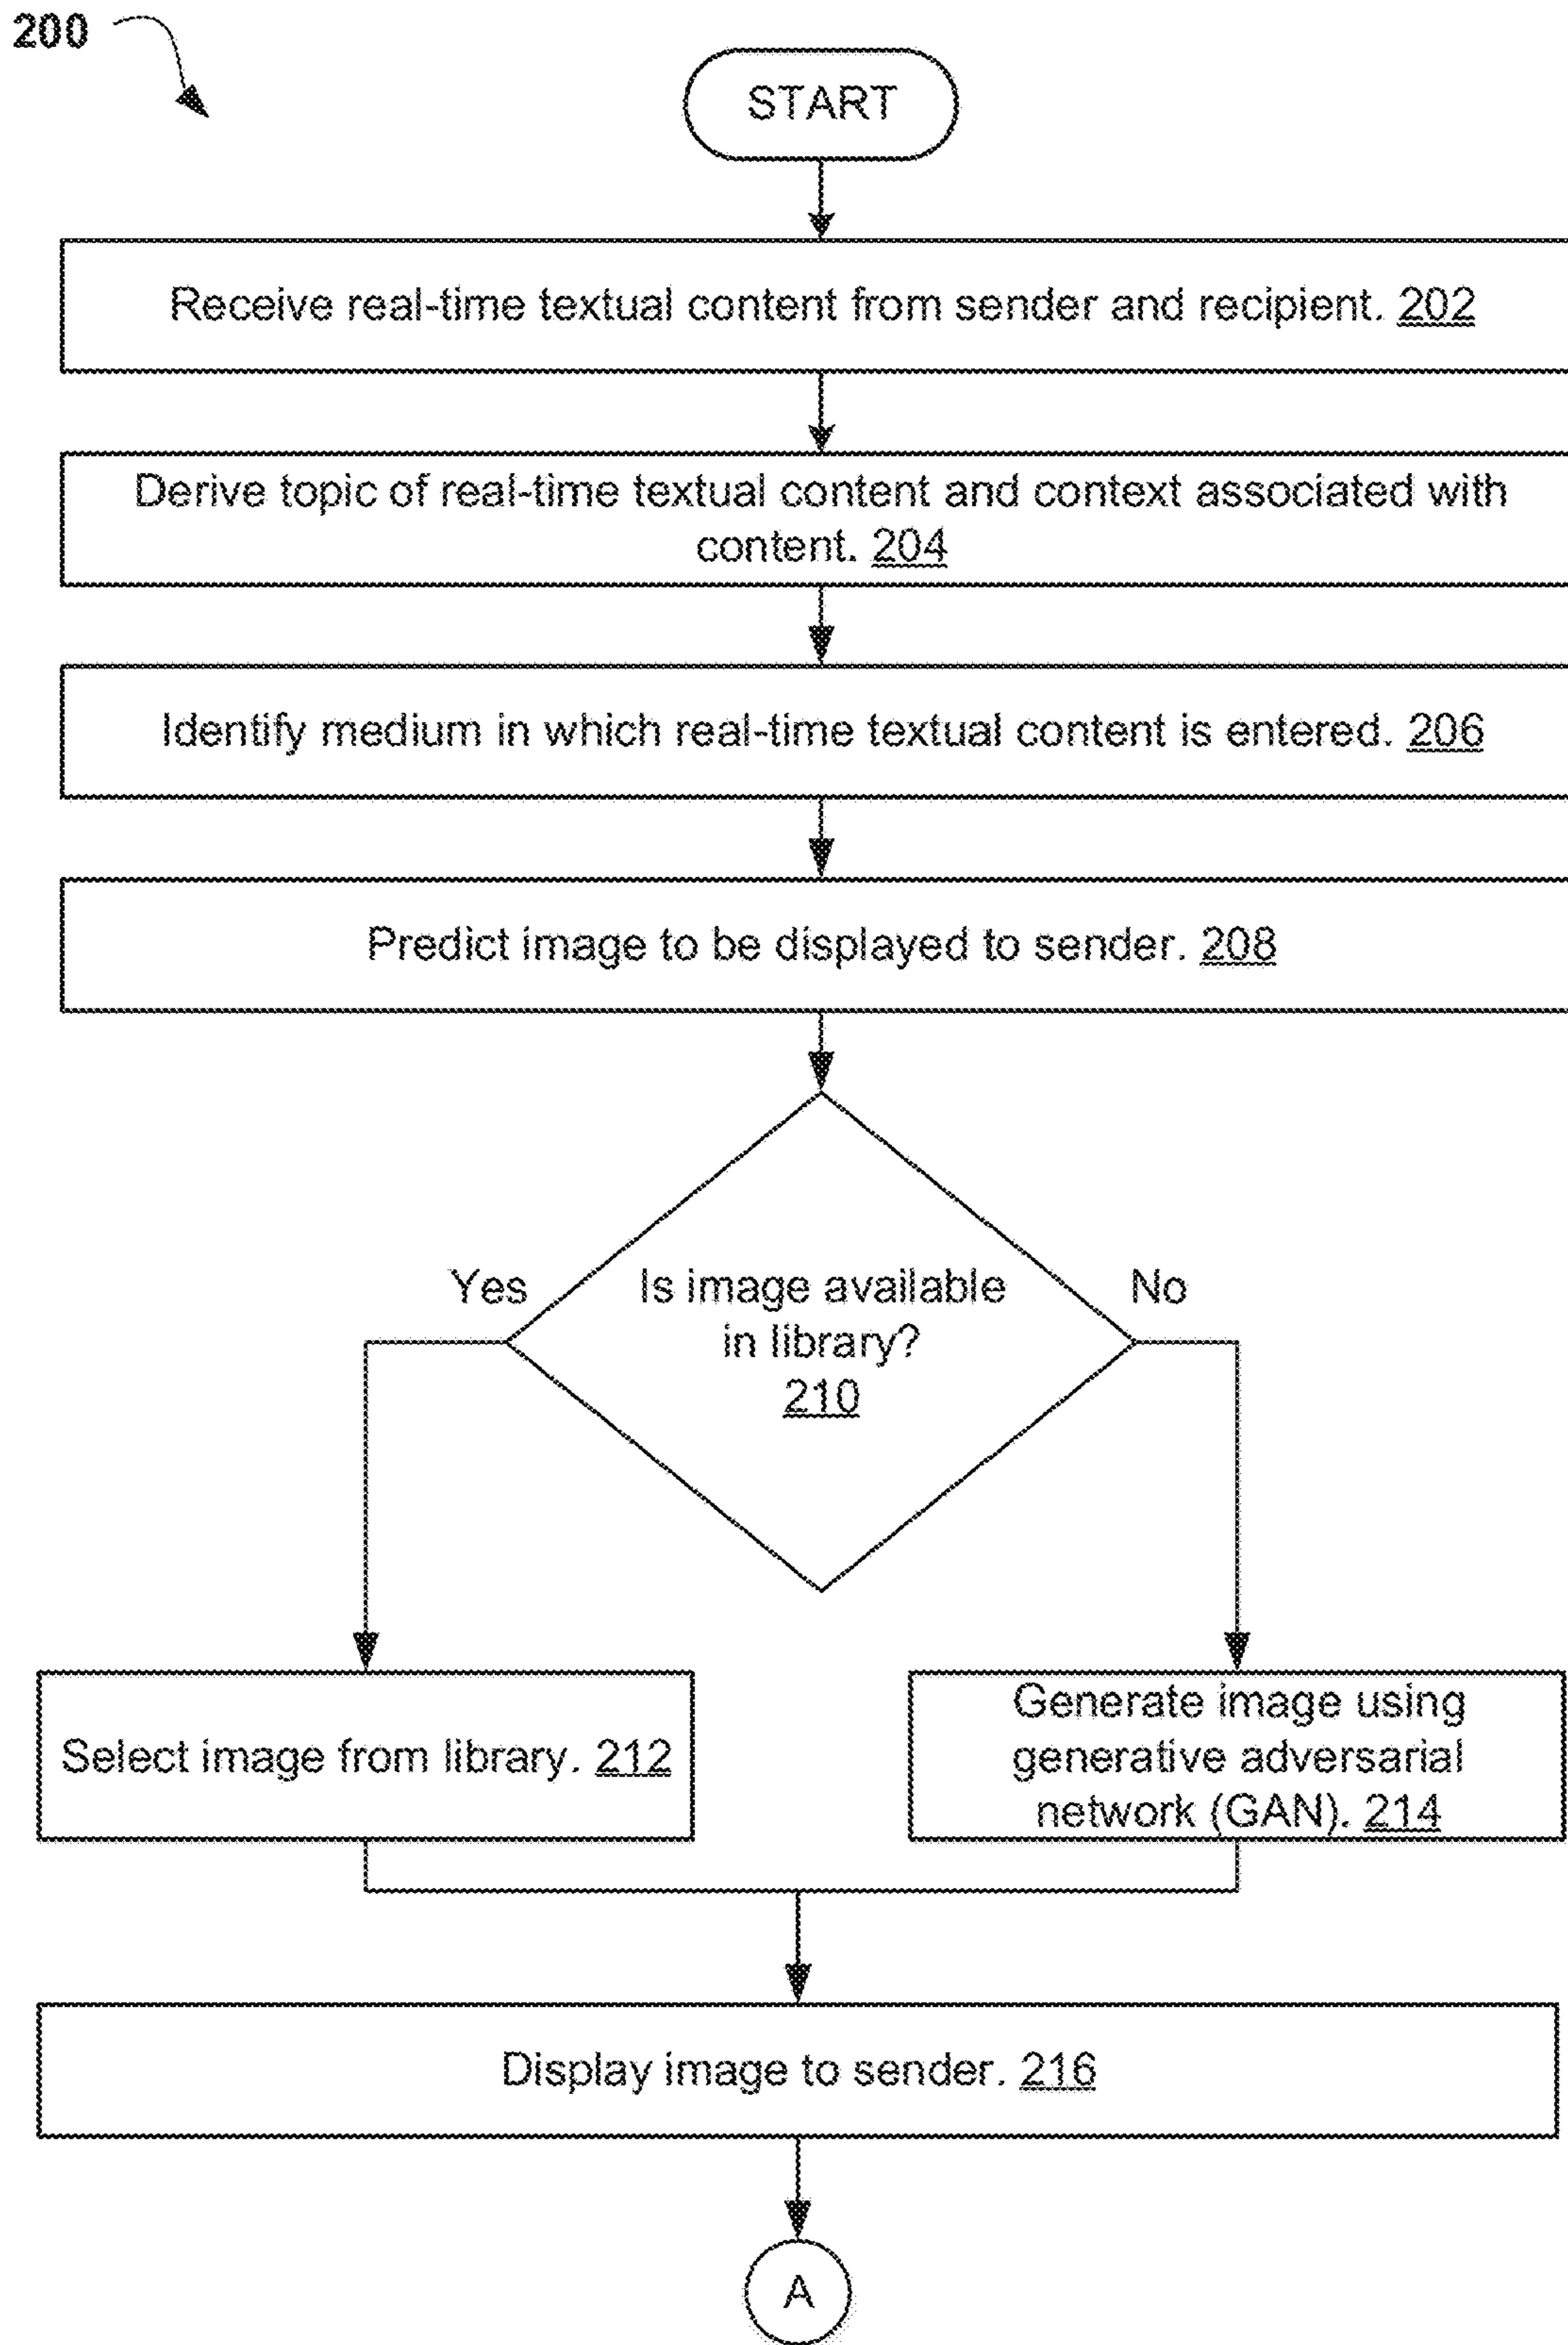 200
START
Receive real-time textual content from sender and recipient. 202
Derive topic of real-time textual content and context associated with
content. 204
Identify medium in which real-time textual content is entered. 206
Predict image to be displayed to sender. 208
Yes
Is image available
in library?
210
No
Select image from library. 212
Generate image using
generative adversarial
network (GAN). 214
Display image to sender. 216
A